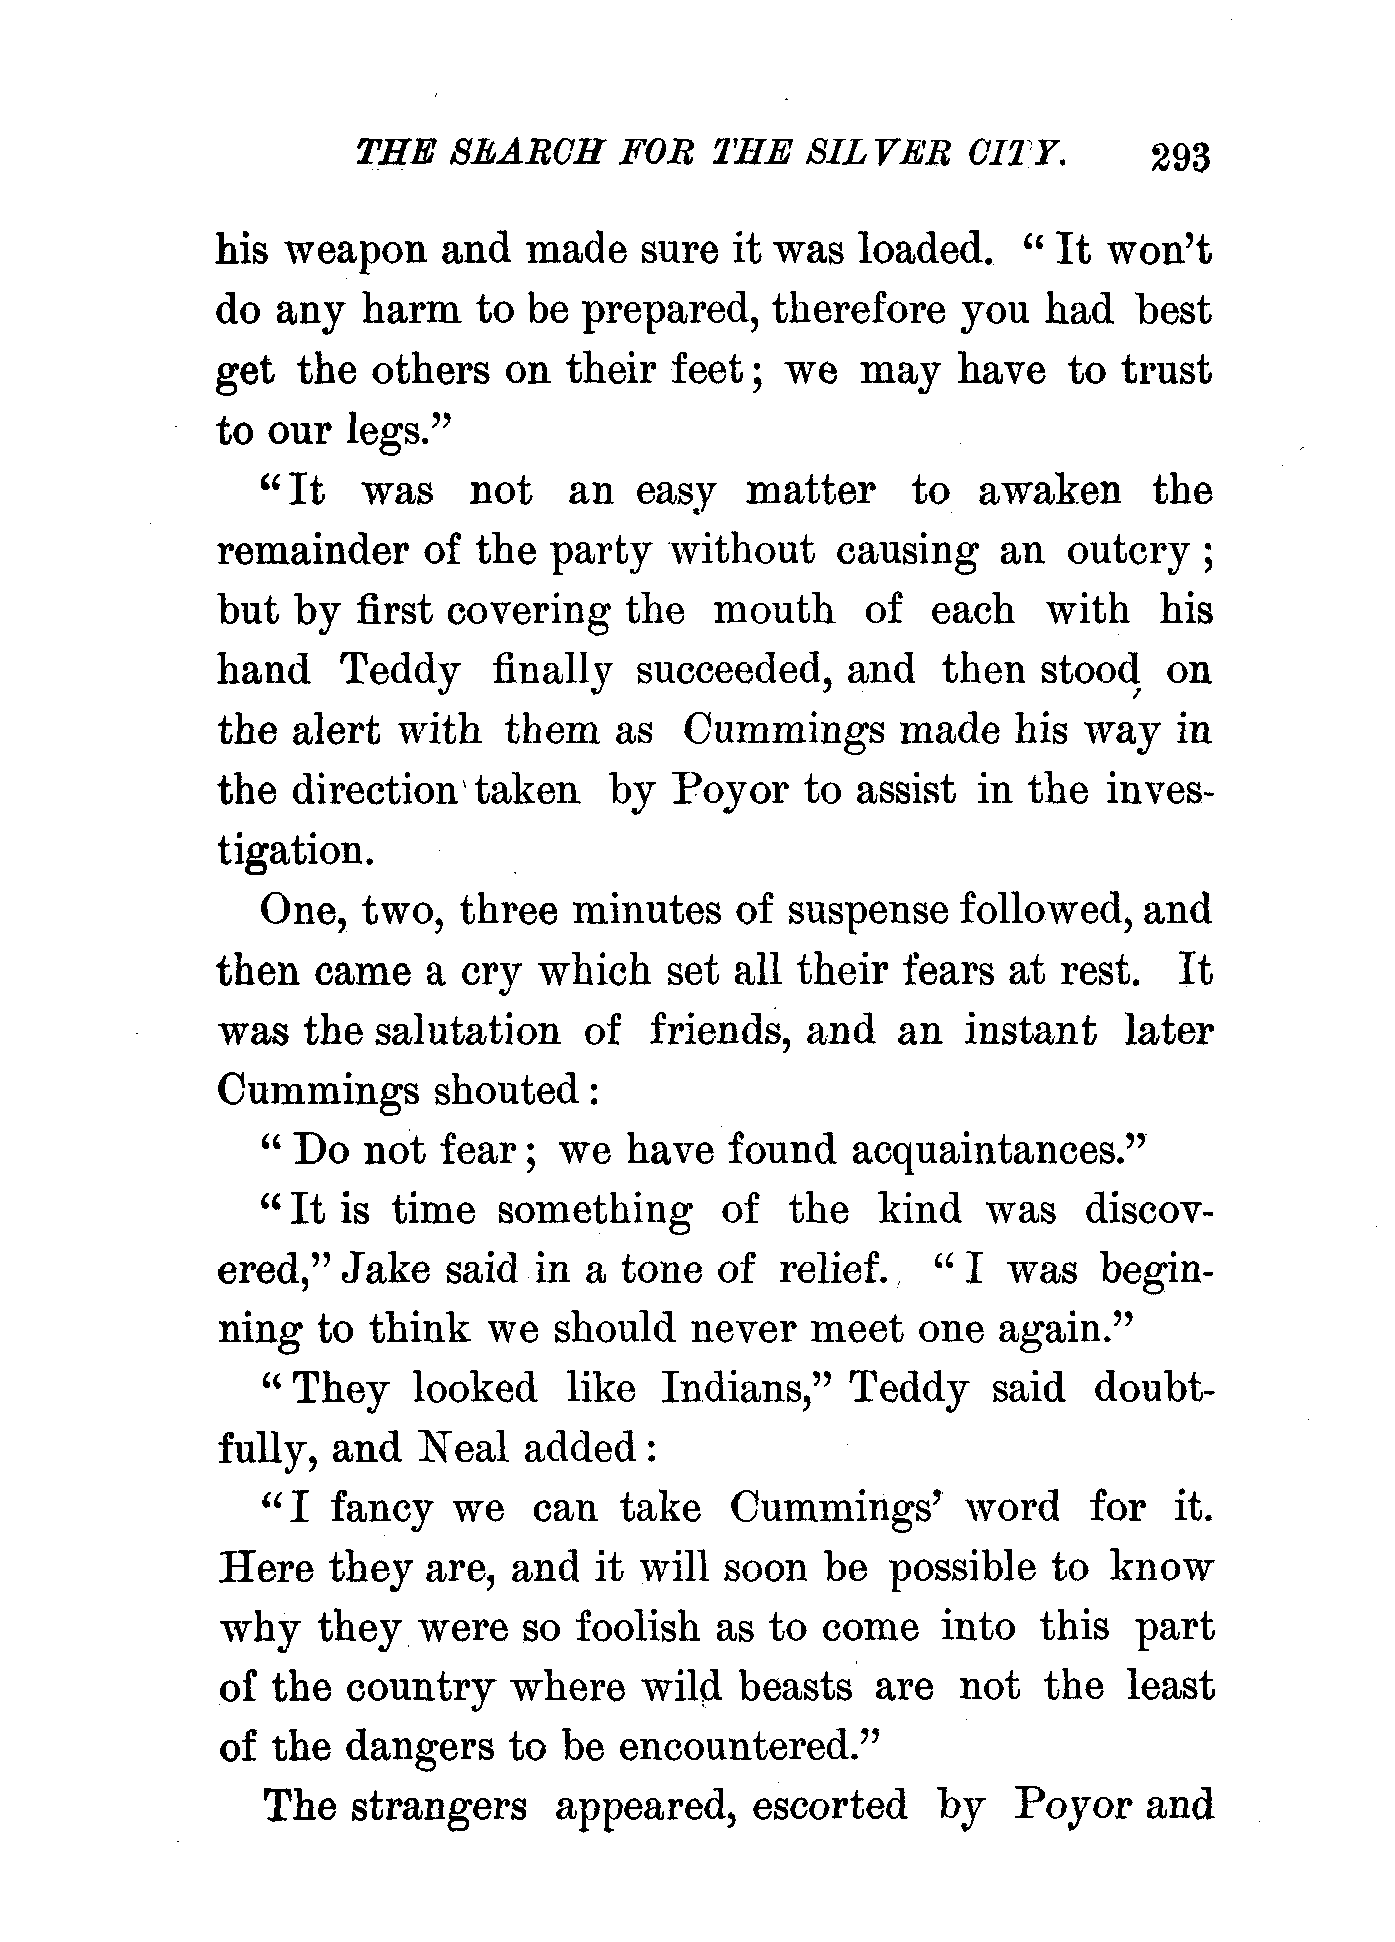 THE SEARCH FOR THE SILVER CITY. 293
his weapon and made sure it was loaded. “ It won’t
do any harm to be prepared, therefore you had best
get the others on their feet; we may have to trust
to our legs.”
“It was not an easy matter to awaken the
remainder of the party without causing an outcry ;
but by first covering the mouth of each with his
hand Teddy finally succeeded, and then stood on
the alert with them as Cummings made his way in
the direction taken by Poyor to assist in the inves-
tigation.
One, two, three minutes of suspense followed, and
then came a cry which set all their fears at rest. It
was the salutation of friends, and an instant later
Cummings shouted :
“ Do not fear ; we have found acquaintances.”
“It is time something of the kind was discov-
ered,” Jake said in a tone of relief. “ I was begin-
ning to think we should never meet one again.”
“ They looked like Indians,” Teddy said doubt-
fully, and Neal added :
“I fancy we can take Cummings’ word for it.
Here they are, and it will soon be possible to know
why they were so foolish as to come into this part
of the country where wild beasts are not the least
of the dangers to be encountered.”
The strangers appeared, escorted by Poyor and